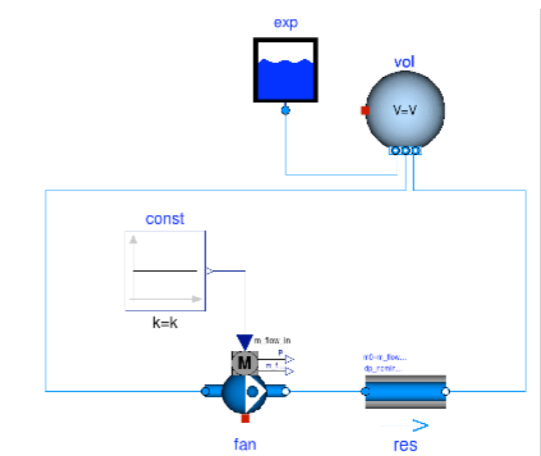 exp
vol
V=V
const
k=k
m_flow_in
P
M
m_f...
m0=m_flow...
dp_nomin...
fan
res